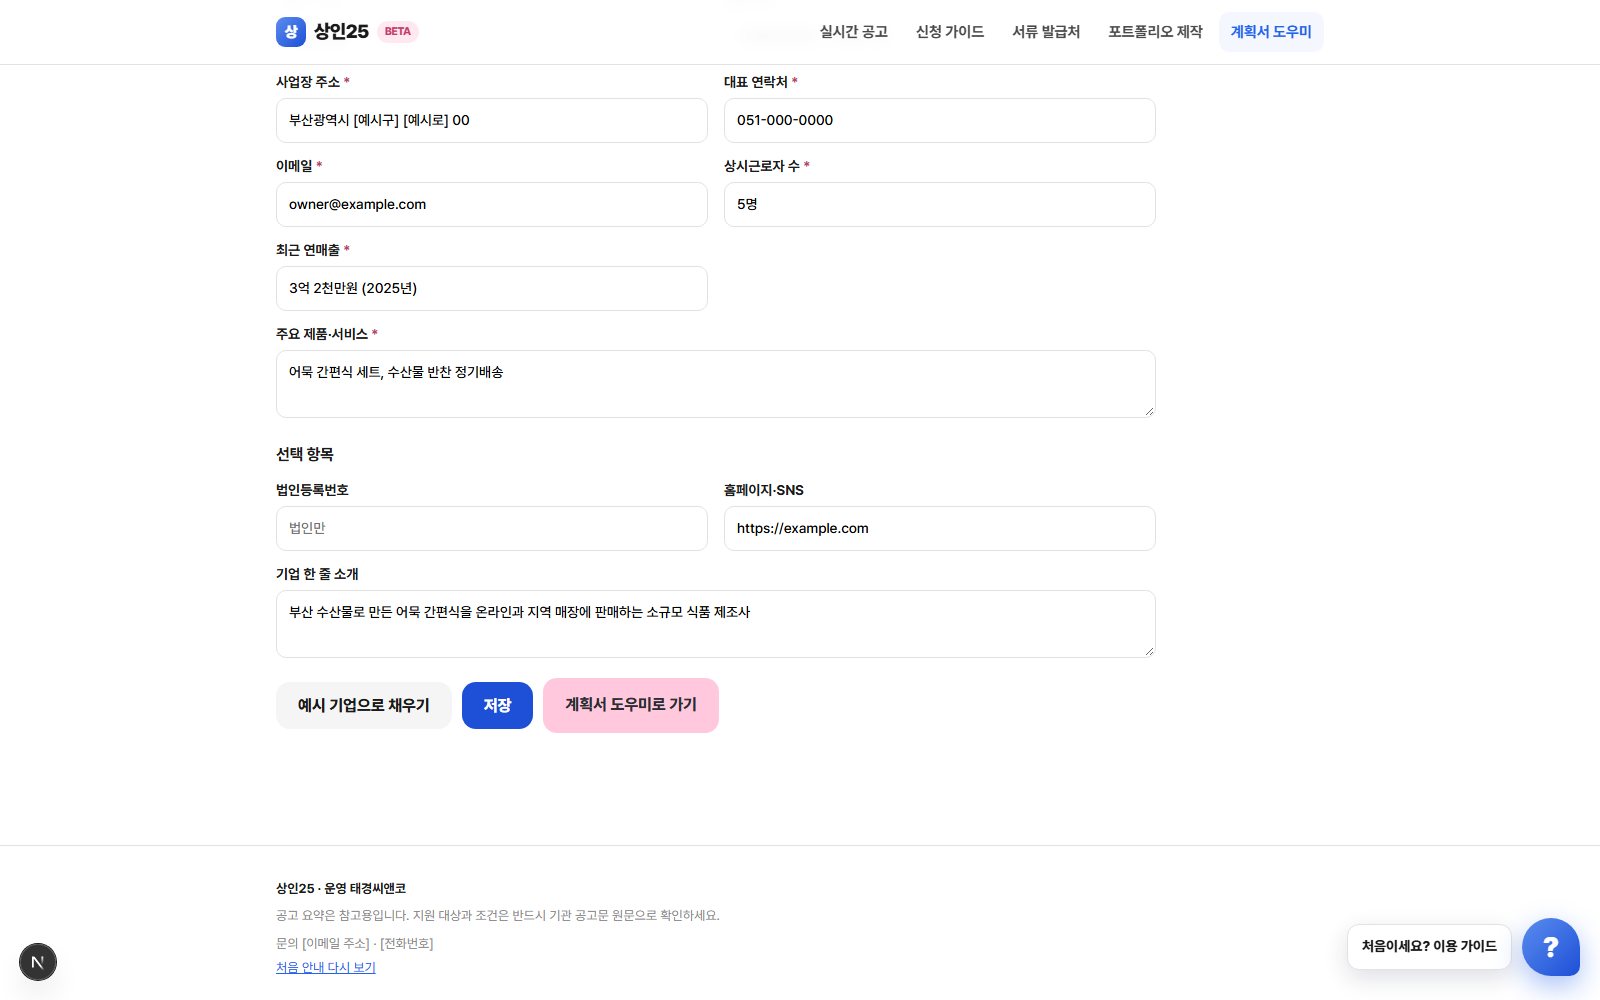 상 상인25 BETA 실시간 공고 신청 가이드 서류 발급처 포트폴리오 제작 계획서 도우미
사업장 주소 * 대표 연락처 *
부산광역시 [예시구] [예시로] 00 051-000-0000
이메일 * 상시근로자 수 *
owner@example.com 5명
최근 연매출 *
3억 2천만원 (2025년)
주요 제품·서비스 *
어묵 간편식 세트, 수산물 반찬 정기배송
선택 항목
법인등록번호 홈페이지·SNS
법인만 https://example.com
기업 한 줄 소개
부산 수산물로 만든 어묵 간편식을 온라인과 지역 매장에 판매하는 소규모 식품 제조사
예시 기업으로 채우기 저장 계획서 도우미로 가기
상인25 · 운영 태경씨앤코
공고 요약은 참고용입니다. 지원 대상과 조건은 반드시 기관 공고문 원문으로 확인하세요.
문의 [이메일 주소] · [전화번호]
처음 안내 다시 보기
처음이세요? 이용 가이드 ?
N